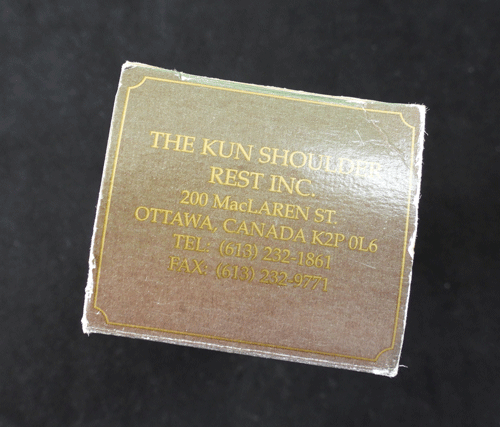 THE KUN SHOULDER
REST INC.
200 MacLAREN ST.
OTTAWA, CANADA K2P 0L6
TEL: (613) 232-1861
FAX: (613) 232-9771